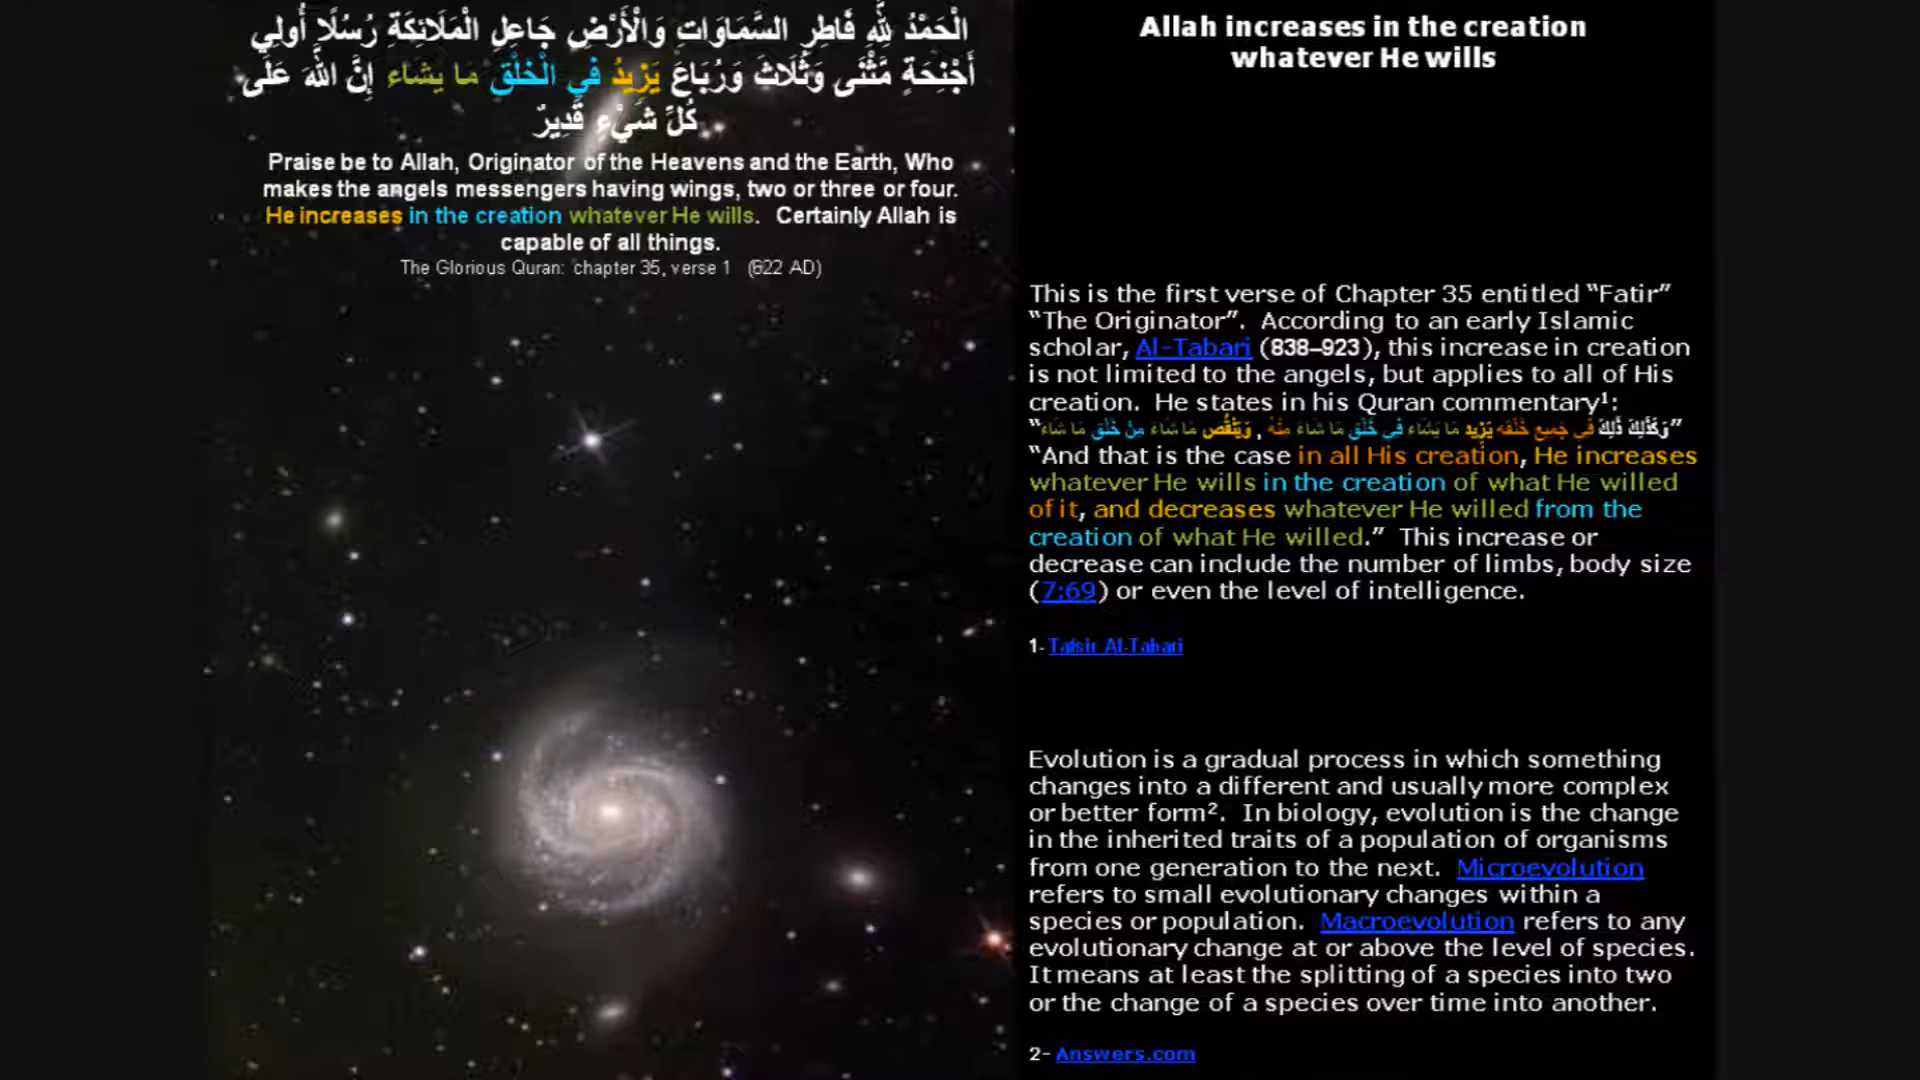 الْحَمْدُ لِلَّهِ فَاطِرِ السَّمَاوَاتِ وَالْأَرْضِ جَاعِلِ الْمَلَائِكَةِ رُسُلًا أُولِي
أَجْنِحَةٍ مَّثْنَى وَثُلَاثَ وَرُبَاعَ يَزِيدُ فِي الْخَلْقِ مَا يَشَاء إِنَّ اللَّهَ عَلَى
كُلِّ شَيْءٍ قَدِيرٌ
Praise be to Allah, Originator of the Heavens and the Earth, Who
makes the angels messengers having wings, two or three or four.
He increases in the creation whatever He wills. Certainly Allah is
capable of all things.
The Glorious Quran: chapter 35, verse 1 (622 AD)
Allah increases in the creation
whatever He wills
This is the first verse of Chapter 35 entitled “Fatir”
“The Originator”. According to an early Islamic
scholar, Al-Tabari (838–923), this increase in creation
is not limited to the angels, but applies to all of His
creation. He states in his Quran commentary¹:
“وَكَذَلِكَ ذَلِكَ فِي جَمِيع خَلْقه يَزِيد مَا يَشَاء فِي خَلْق مَا شَاءَ مِنْهُ , وَيَنْقُص مَا شَاءَ مِنْ خَلْق مَا شَاءَ”
“And that is the case in all His creation, He increases
whatever He wills in the creation of what He willed
of it, and decreases whatever He willed from the
creation of what He willed.” This increase or
decrease can include the number of limbs, body size
(7:69) or even the level of intelligence.
1- Tafsir Al-Tabari
Evolution is a gradual process in which something
changes into a different and usually more complex
or better form². In biology, evolution is the change
in the inherited traits of a population of organisms
from one generation to the next. Microevolution
refers to small evolutionary changes within a
species or population. Macroevolution refers to any
evolutionary change at or above the level of species.
It means at least the splitting of a species into two
or the change of a species over time into another.
2- Answers.com